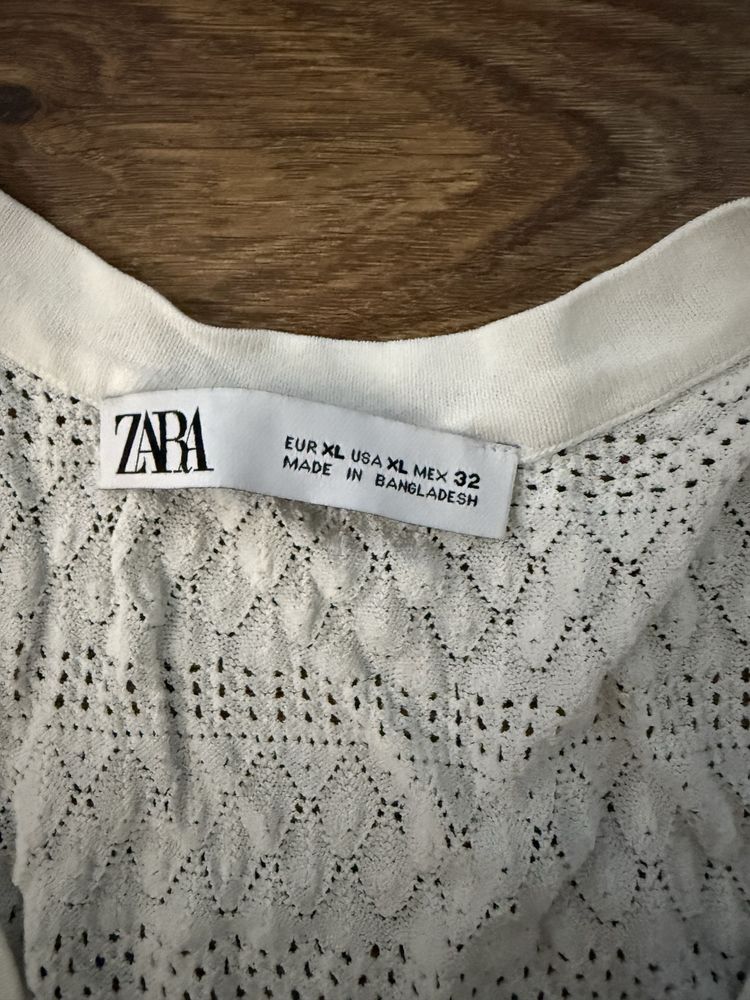 ZARA
EUR XL USA XL MEX 32
MADE IN BANGLADESH